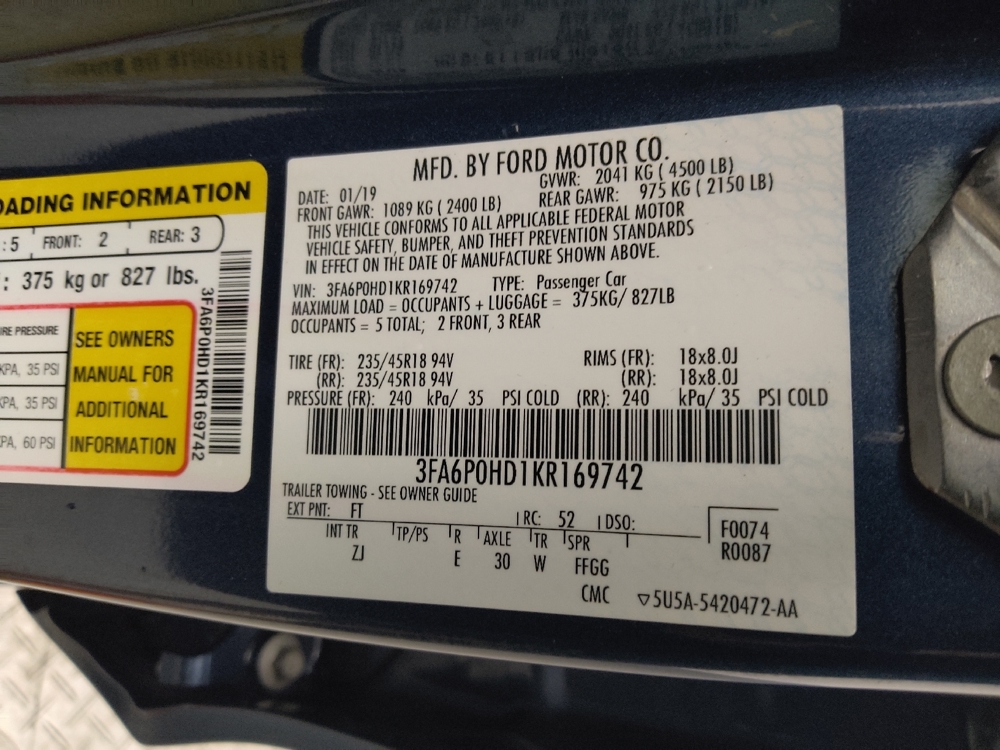 OADING INFORMATION
: 5 FRONT: 2 REAR: 3
: 375 kg or 827 lbs.
RE PRESSURE
KPA, 35 PSI
KPA, 35 PSI
KPA, 60 PSI
SEE OWNERS
MANUAL FOR
ADDITIONAL
INFORMATION
3FA6P0HD1KR169742
MFD. BY FORD MOTOR CO.
DATE: 01/19 GVWR: 2041 KG ( 4500 LB)
FRONT GAWR: 1089 KG ( 2400 LB) REAR GAWR: 975 KG ( 2150 LB)
THIS VEHICLE CONFORMS TO ALL APPLICABLE FEDERAL MOTOR
VEHICLE SAFETY, BUMPER, AND THEFT PREVENTION STANDARDS
IN EFFECT ON THE DATE OF MANUFACTURE SHOWN ABOVE.
VIN: 3FA6P0HD1KR169742 TYPE: Passenger Car
MAXIMUM LOAD = OCCUPANTS + LUGGAGE = 375KG/ 827LB
OCCUPANTS = 5 TOTAL; 2 FRONT, 3 REAR
TIRE (FR): 235/45R18 94V RIMS (FR): 18x8.0J
(RR): 235/45R18 94V (RR): 18x8.0J
PRESSURE (FR): 240 kPa/ 35 PSI COLD (RR): 240 kPa/ 35 PSI COLD
3FA6P0HD1KR169742
TRAILER TOWING - SEE OWNER GUIDE
EXT PNT: FT RC: 52 DSO:
INT TR TP/PS R AXLE TR SPR
ZJ E 30 W FFGG
F0074
R0087
CMC ▽5U5A-5420472-AA